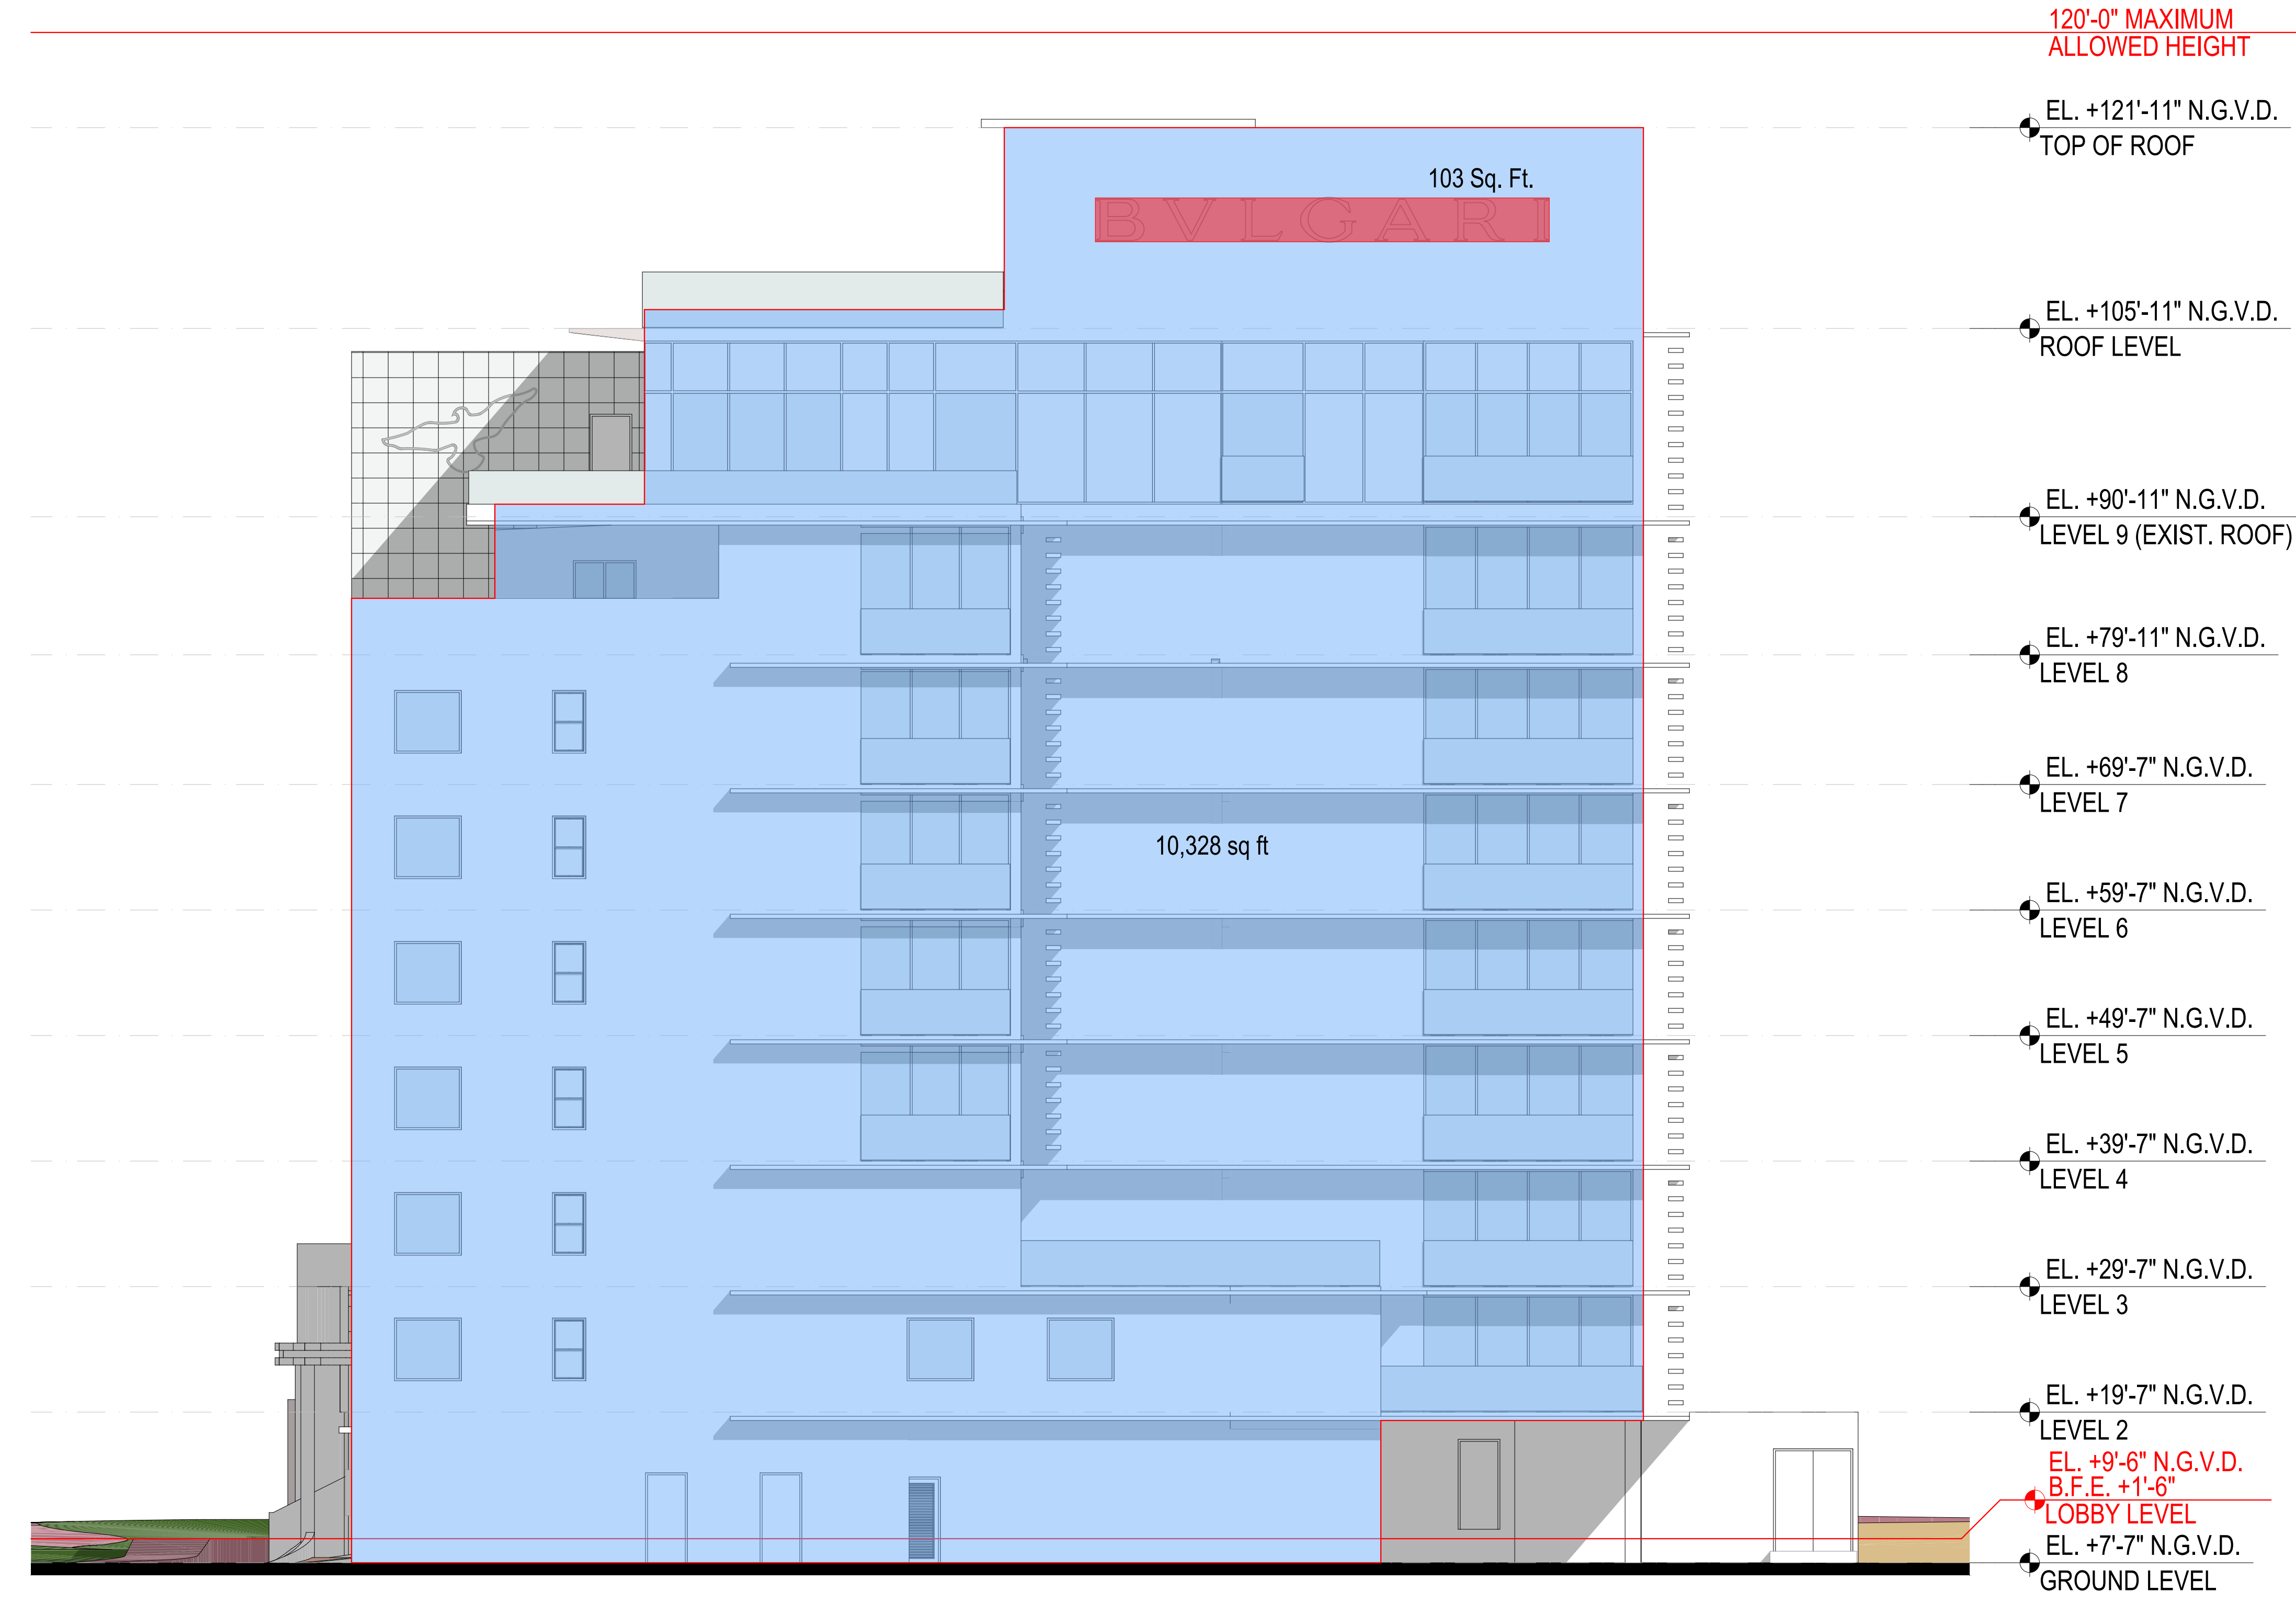 120'-0" MAXIMUM
ALLOWED HEIGHT
EL. +121'-11" N.G.V.D.
TOP OF ROOF
103 Sq. Ft.
BVLGARI
EL. +105'-11" N.G.V.D.
ROOF LEVEL
EL. +90'-11" N.G.V.D.
LEVEL 9 (EXIST. ROOF)
EL. +79'-11" N.G.V.D.
LEVEL 8
EL. +69'-7" N.G.V.D.
LEVEL 7
10,328 sq ft
EL. +59'-7" N.G.V.D.
LEVEL 6
EL. +49'-7" N.G.V.D.
LEVEL 5
EL. +39'-7" N.G.V.D.
LEVEL 4
EL. +29'-7" N.G.V.D.
LEVEL 3
EL. +19'-7" N.G.V.D.
LEVEL 2
EL. +9'-6" N.G.V.D.
B.F.E. +1'-6"
LOBBY LEVEL
EL. +7'-7" N.G.V.D.
GROUND LEVEL